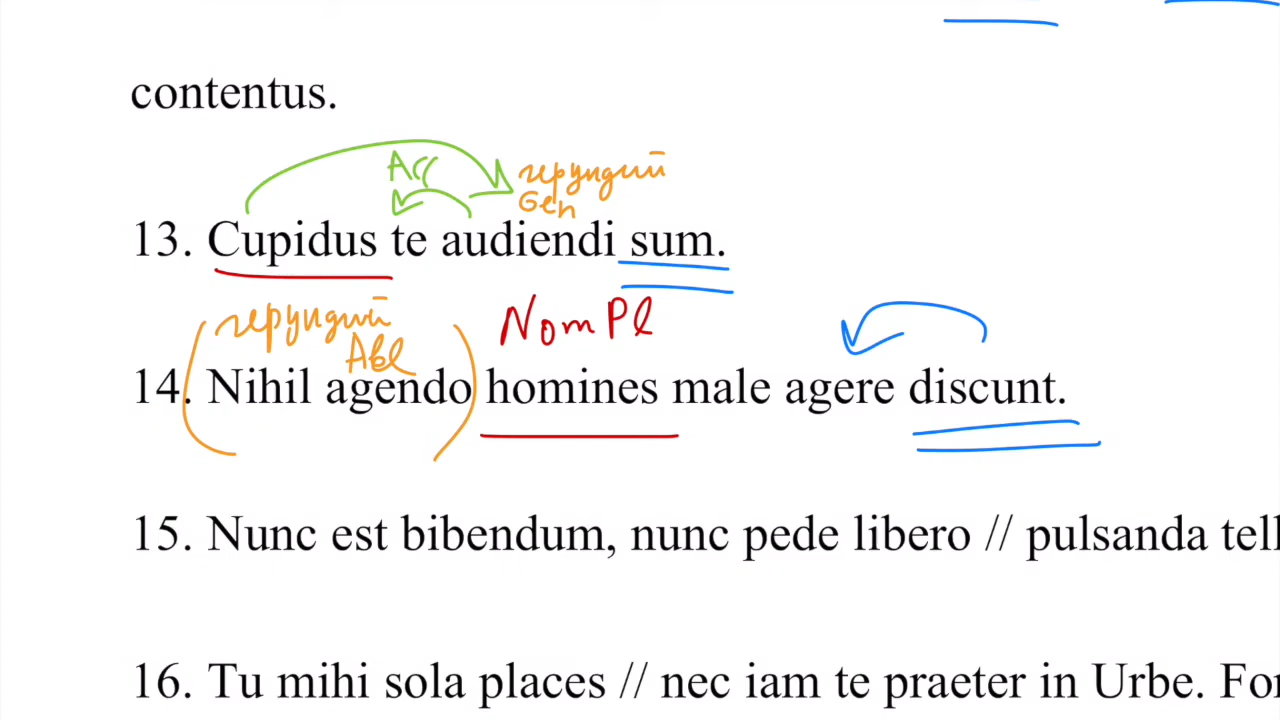 contentus.
Acc герундий
Gen
13. Cupidus te audiendi sum.
герундий Nom Pl
Abl
14. Nihil agendo homines male agere discunt.
15. Nunc est bibendum, nunc pede libero // pulsanda tell
16. Tu mihi sola places // nec iam te praeter in Urbe. For